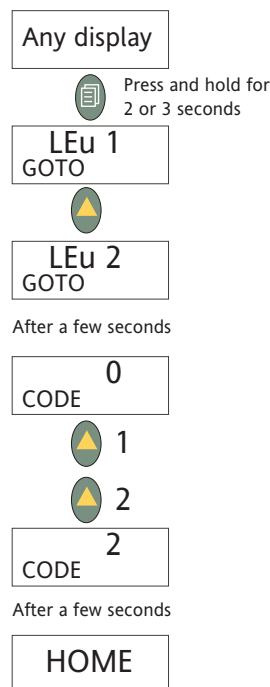 Any display
Press and hold for
2 or 3 seconds
LEu 1
GOTO
LEu 2
GOTO
After a few seconds
0
CODE
1
2
2
CODE
After a few seconds
HOME